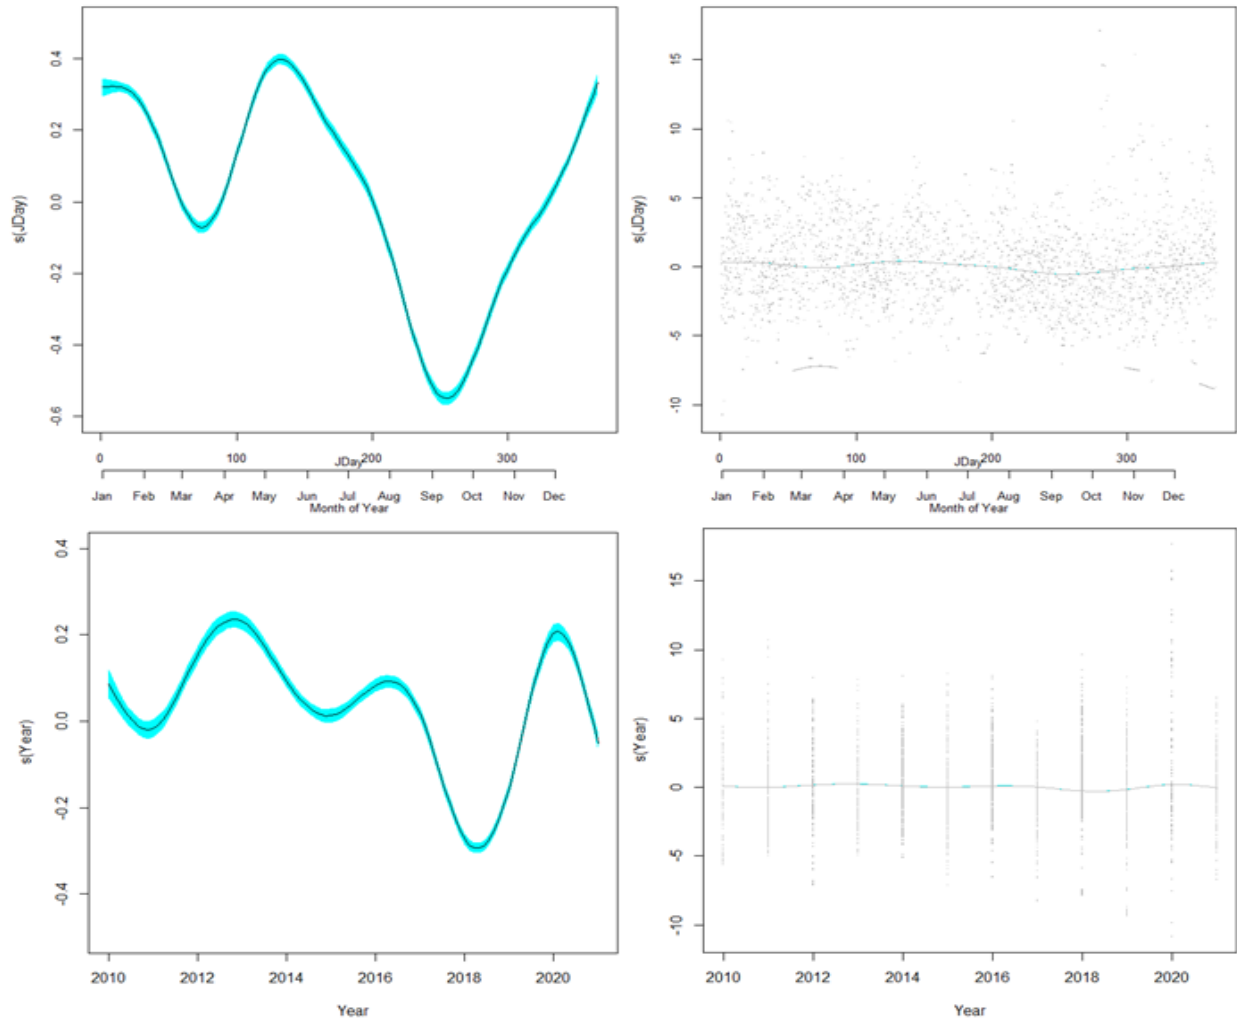 s(JDay)
0.4
0.2
0.0
-0.2
-0.4
-0.6
0 100 200 300
JDay
Jan Feb Mar Apr May Jun Jul Aug Sep Oct Nov Dec
Month of Year
s(JDay)
15
10
5
0
-5
-10
0 100 200 300
JDay
Jan Feb Mar Apr May Jun Jul Aug Sep Oct Nov Dec
Month of Year
s(Year)
0.4
0.2
0.0
-0.2
-0.4
2010 2012 2014 2016 2018 2020
Year
s(Year)
15
10
5
0
-5
-10
2010 2012 2014 2016 2018 2020
Year